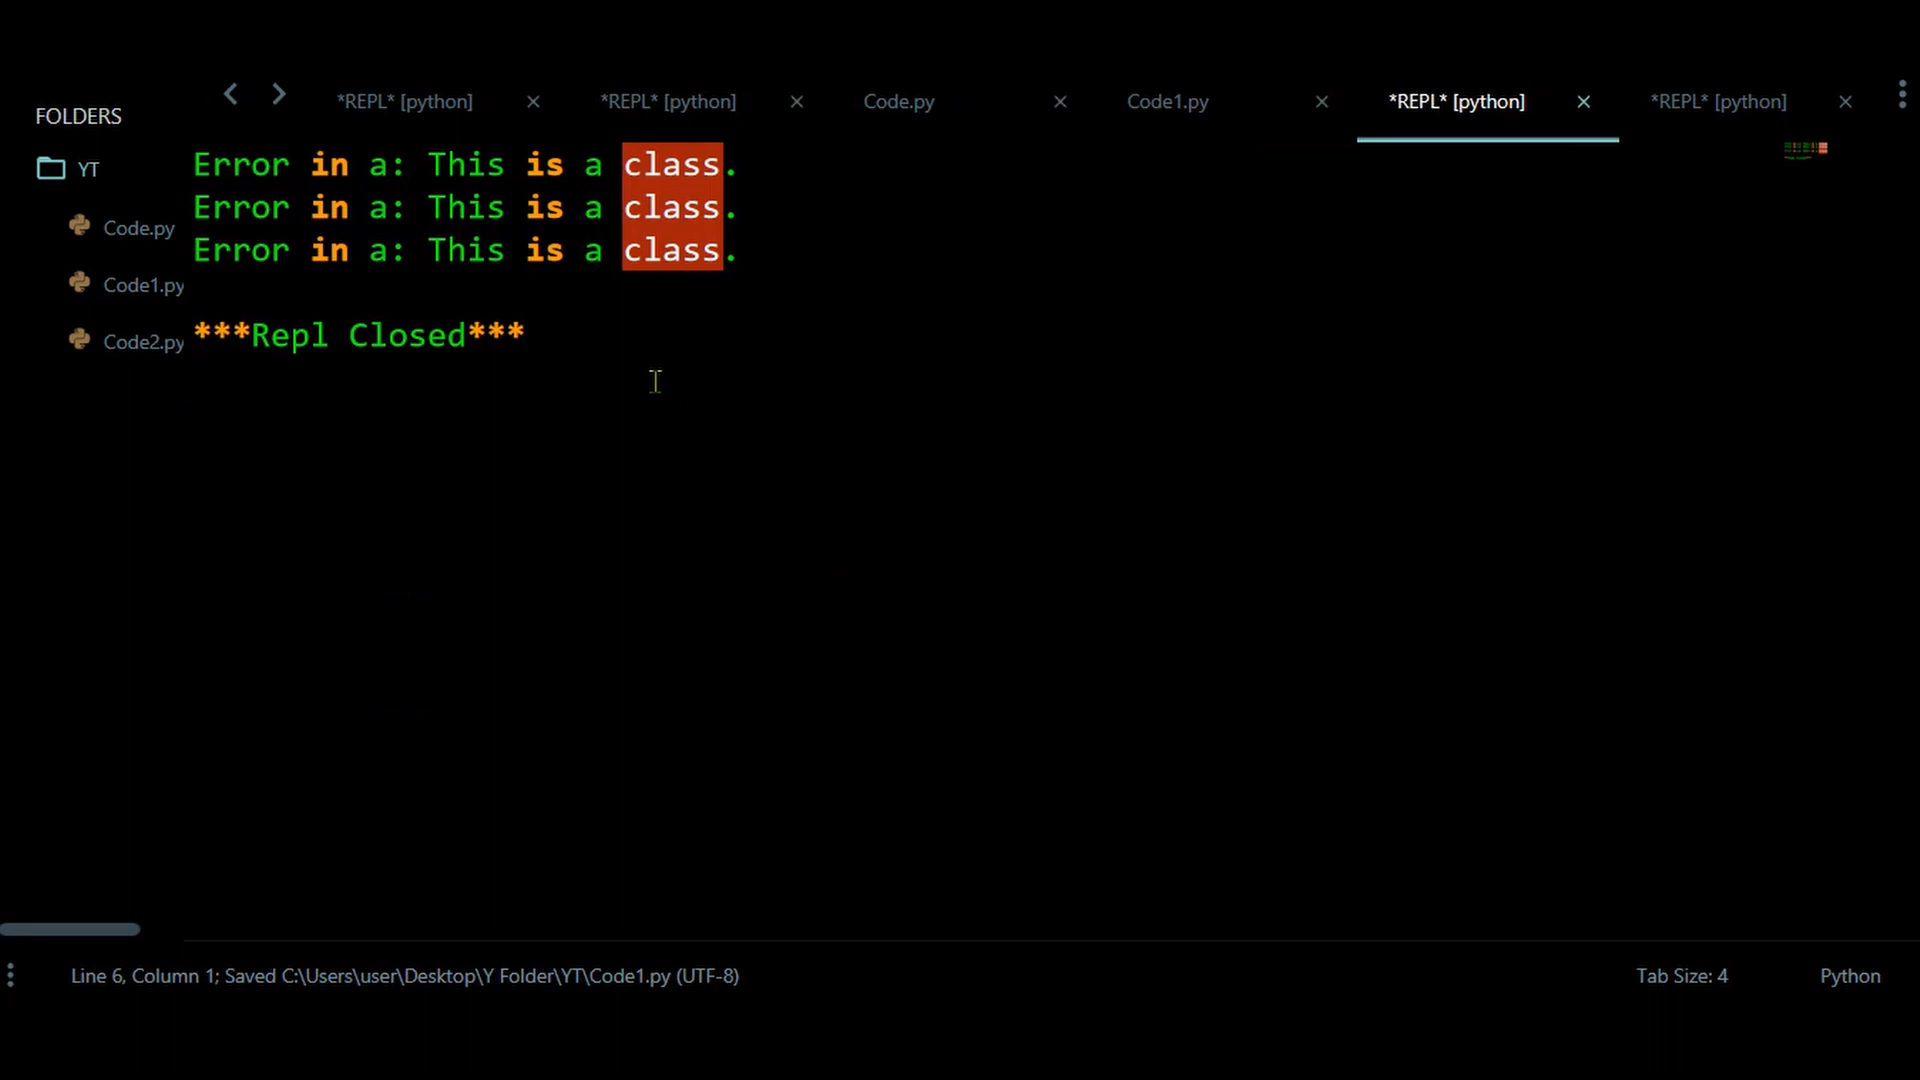 *REPL* [python] × *REPL* [python] × Code.py × Code1.py × *REPL* [python] × *REPL* [python] ×
FOLDERS
YT
Code.py
Code1.py
Code2.py
Error in a: This is a class.
Error in a: This is a class.
Error in a: This is a class.
***Repl Closed***
Line 6, Column 1; Saved C:\Users\user\Desktop\Y Folder\YT\Code1.py (UTF-8)
Tab Size: 4
Python